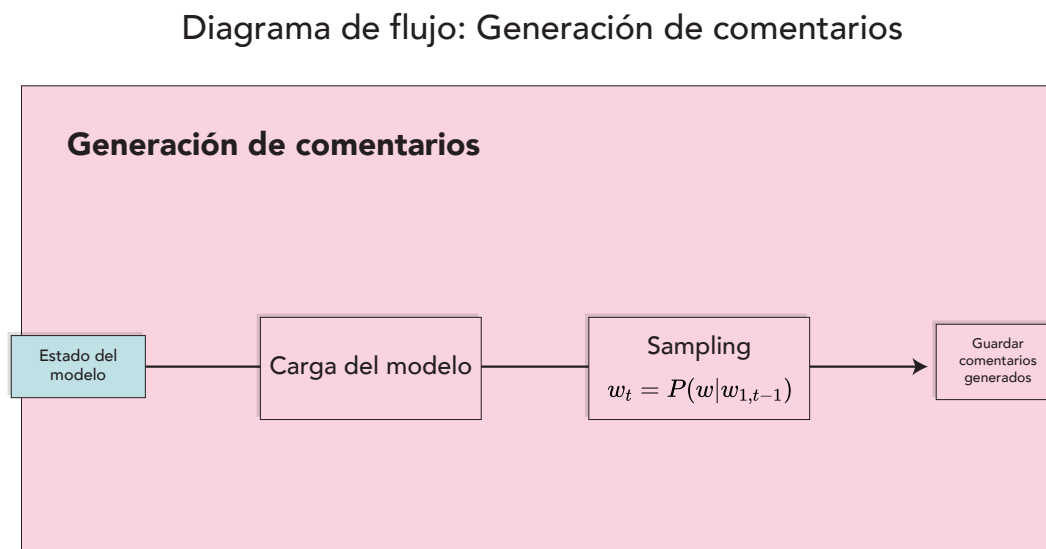 Diagrama de flujo: Generación de comentarios
Generación de comentarios
Estado del
modelo
Carga del modelo
Sampling
$w_t = P(w|w_{1,t-1})$
Guardar
comentarios
generados